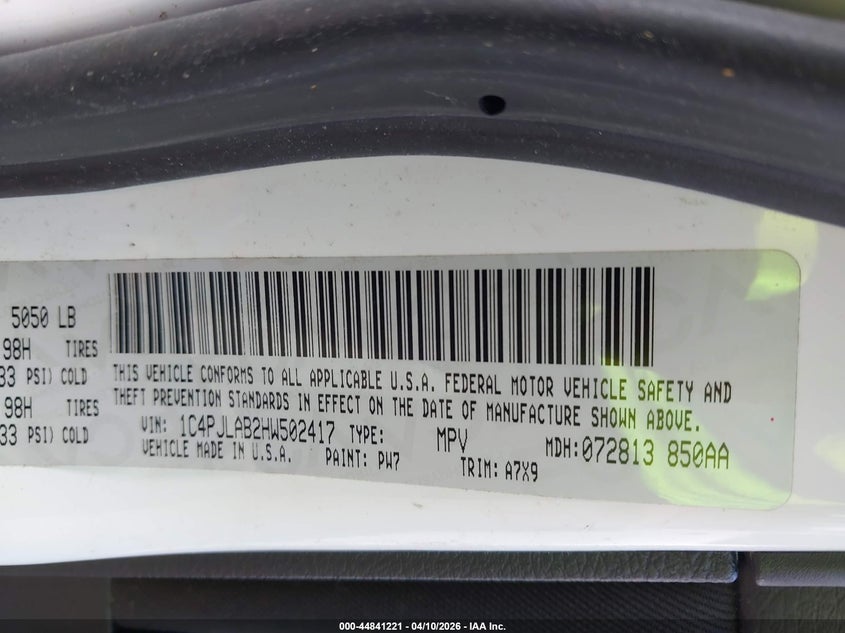 5050 LB
98H TIRES
33 PSI) COLD
98H TIRES
33 PSI) COLD
THIS VEHICLE CONFORMS TO ALL APPLICABLE U.S.A. FEDERAL MOTOR VEHICLE SAFETY AND
THEFT PREVENTION STANDARDS IN EFFECT ON THE DATE OF MANUFACTURE SHOWN ABOVE.
VIN: 1C4PJLAB2HW502417 TYPE: MPV MDH:072813 850AA
VEHICLE MADE IN U.S.A. PAINT: PW7 TRIM: A7X9
000-44841221 - 04/10/2026 - IAA Inc.